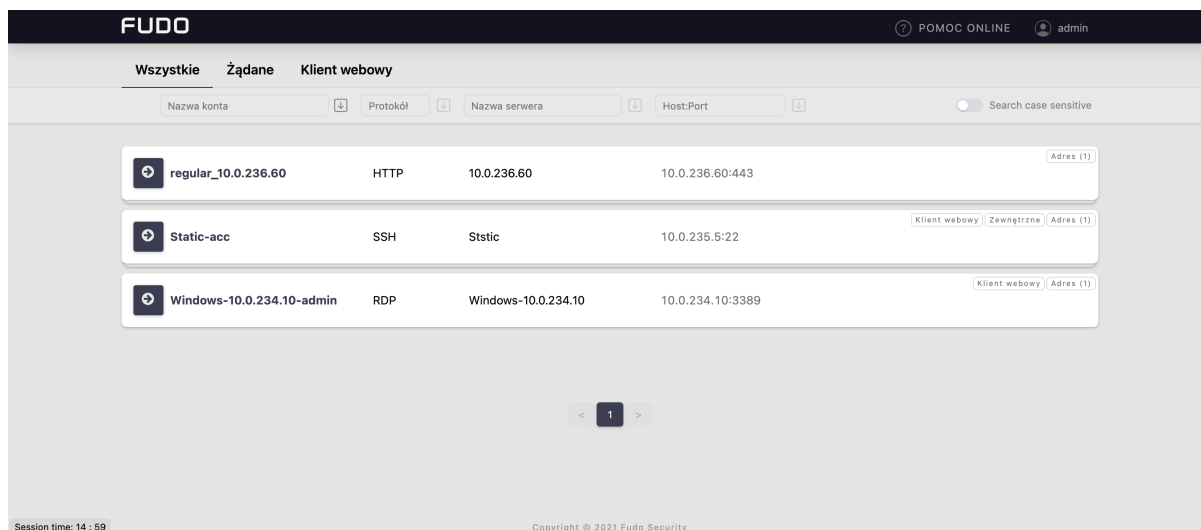 FUDO
POMOC ONLINE admin
Wszystkie Żądane Klient webowy
Nazwa konta Protokół Nazwa serwera Host:Port Search case sensitive
Adres (1)
regular_10.0.236.60 HTTP 10.0.236.60 10.0.236.60:443
Klient webowy Zewnętrzne Adres (1)
Static-acc SSH Ststic 10.0.235.5:22
Klient webowy Adres (1)
Windows-10.0.234.10-admin RDP Windows-10.0.234.10 10.0.234.10:3389
< 1 >
Session time: 14 : 59 Copyright © 2021 Fudo Security